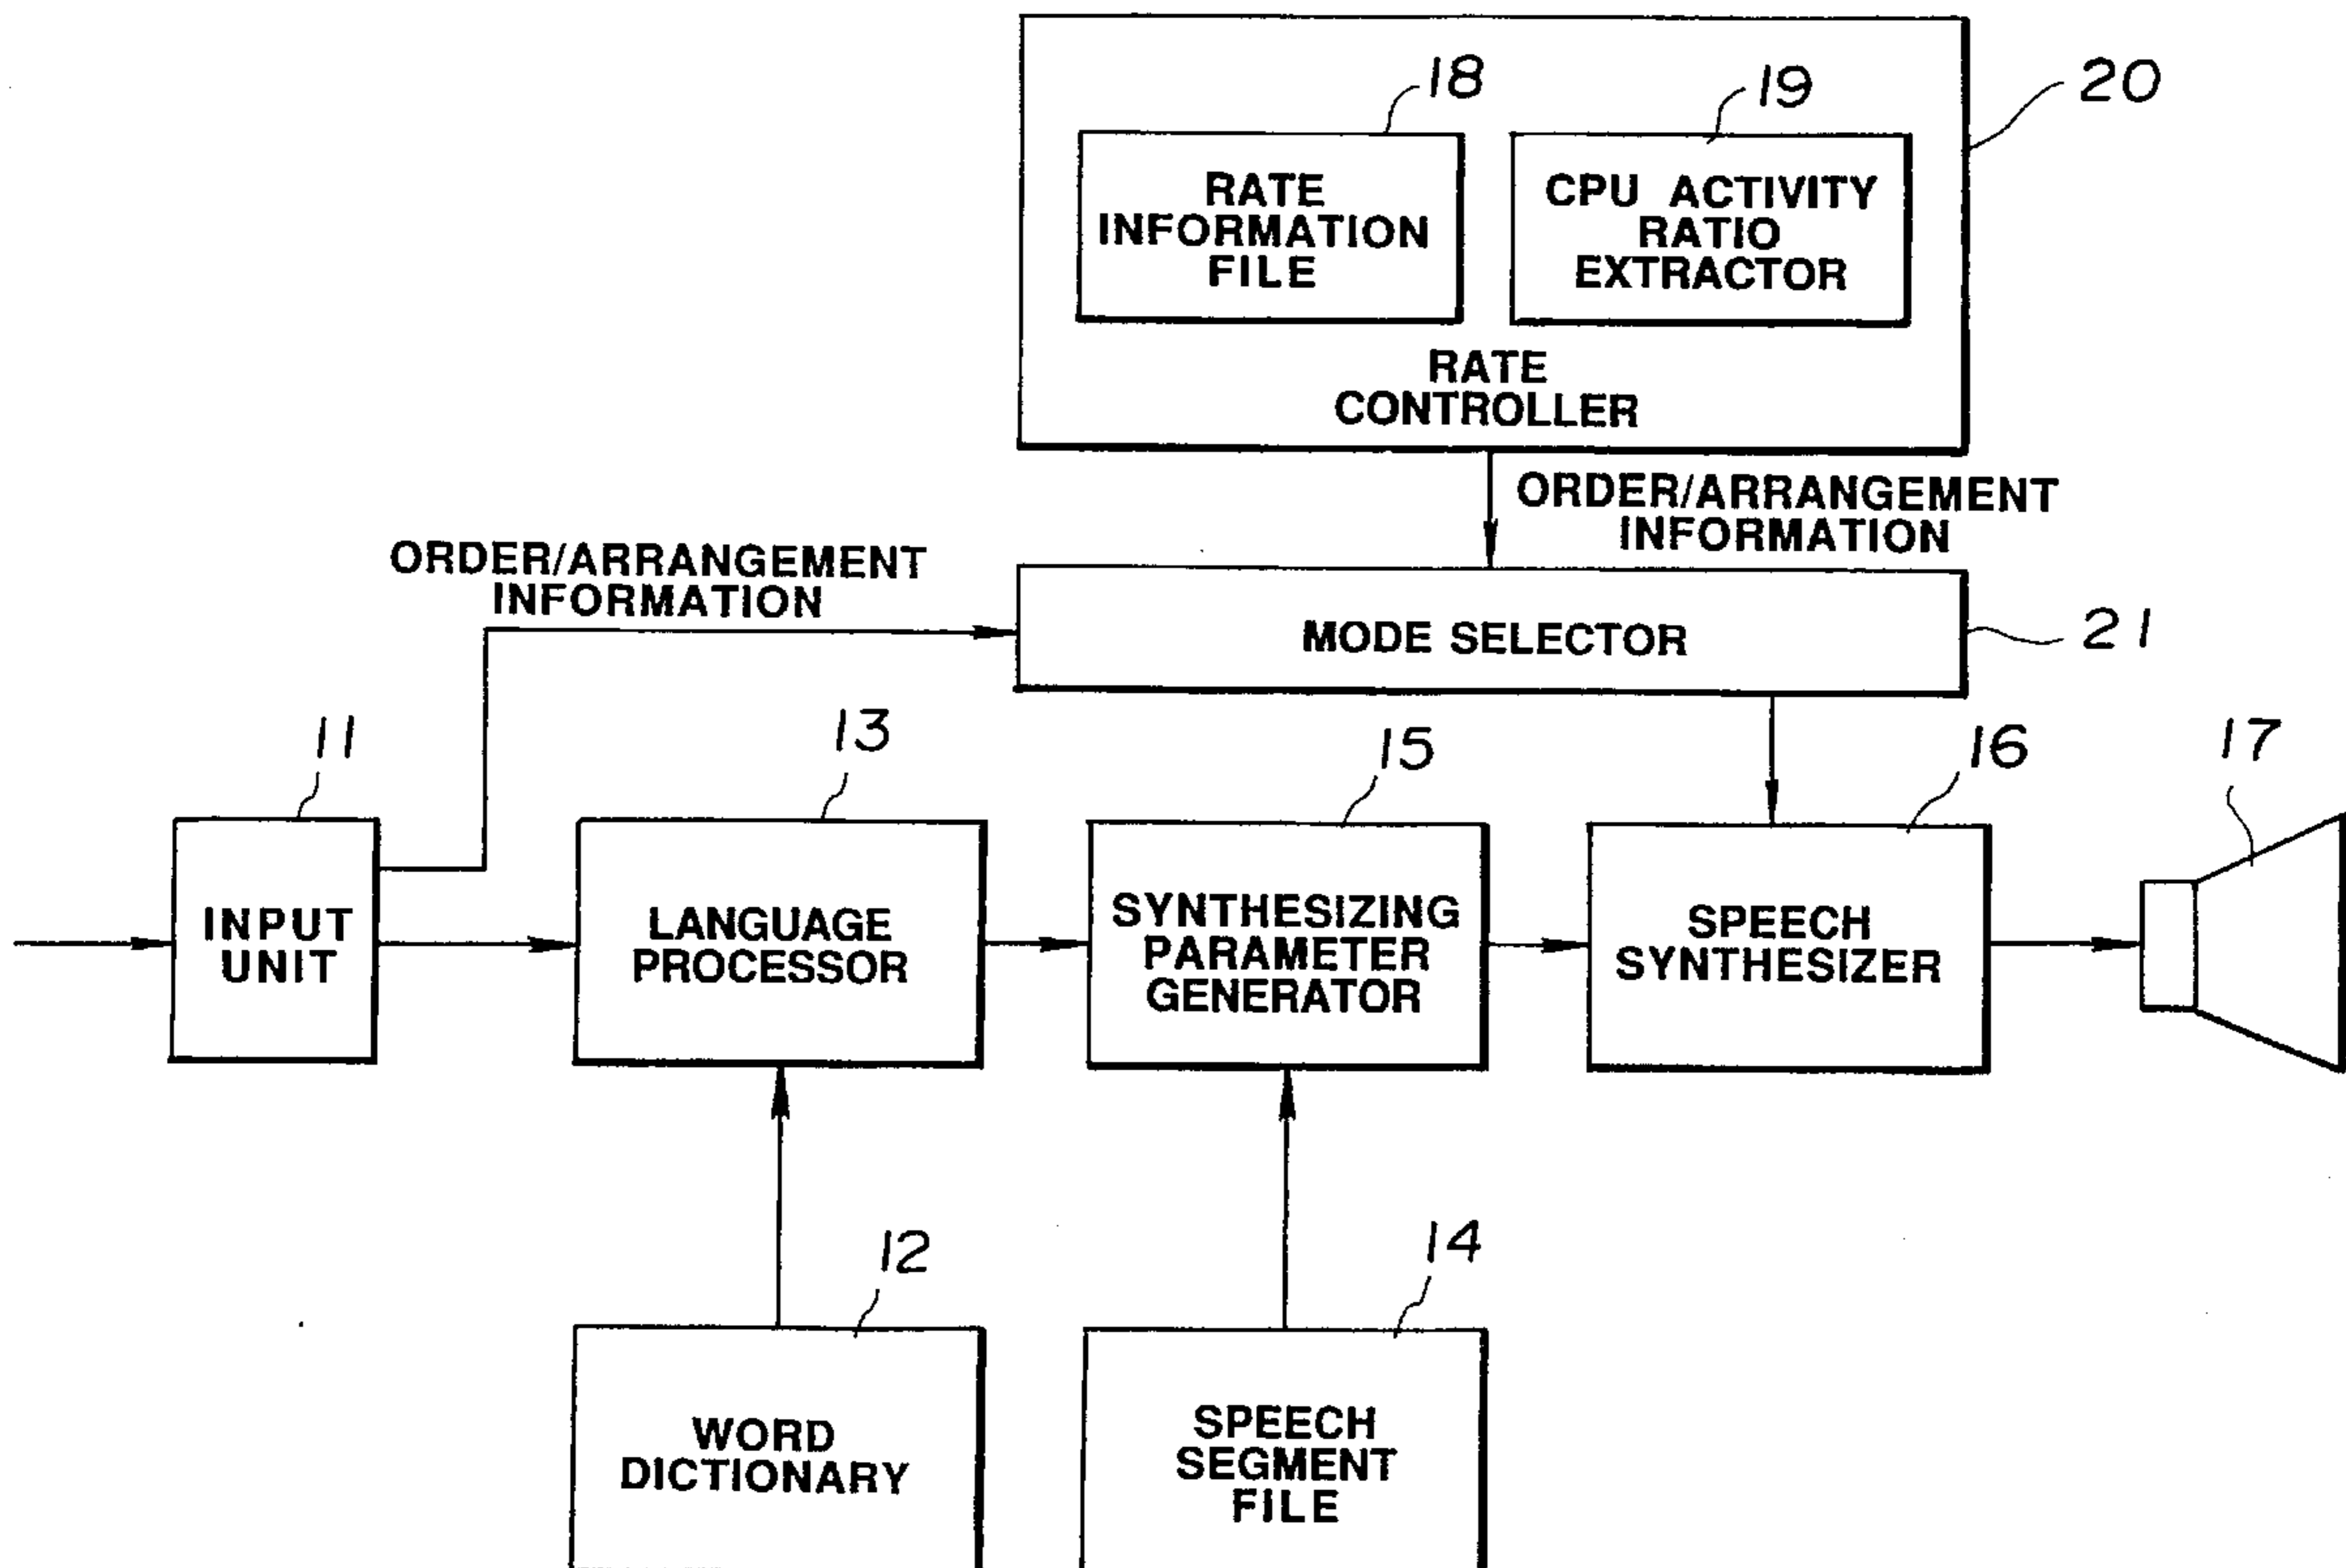 18
19
20
RATE
INFORMATION
FILE
CPU ACTIVITY
RATIO
EXTRACTOR
RATE
CONTROLLER
ORDER/ARRANGEMENT
INFORMATION
ORDER/ARRANGEMENT
INFORMATION
MODE SELECTOR
21
11
13
15
16
17
INPUT
UNIT
LANGUAGE
PROCESSOR
SYNTHESIZING
PARAMETER
GENERATOR
SPEECH
SYNTHESIZER
12
14
WORD
DICTIONARY
SPEECH
SEGMENT
FILE